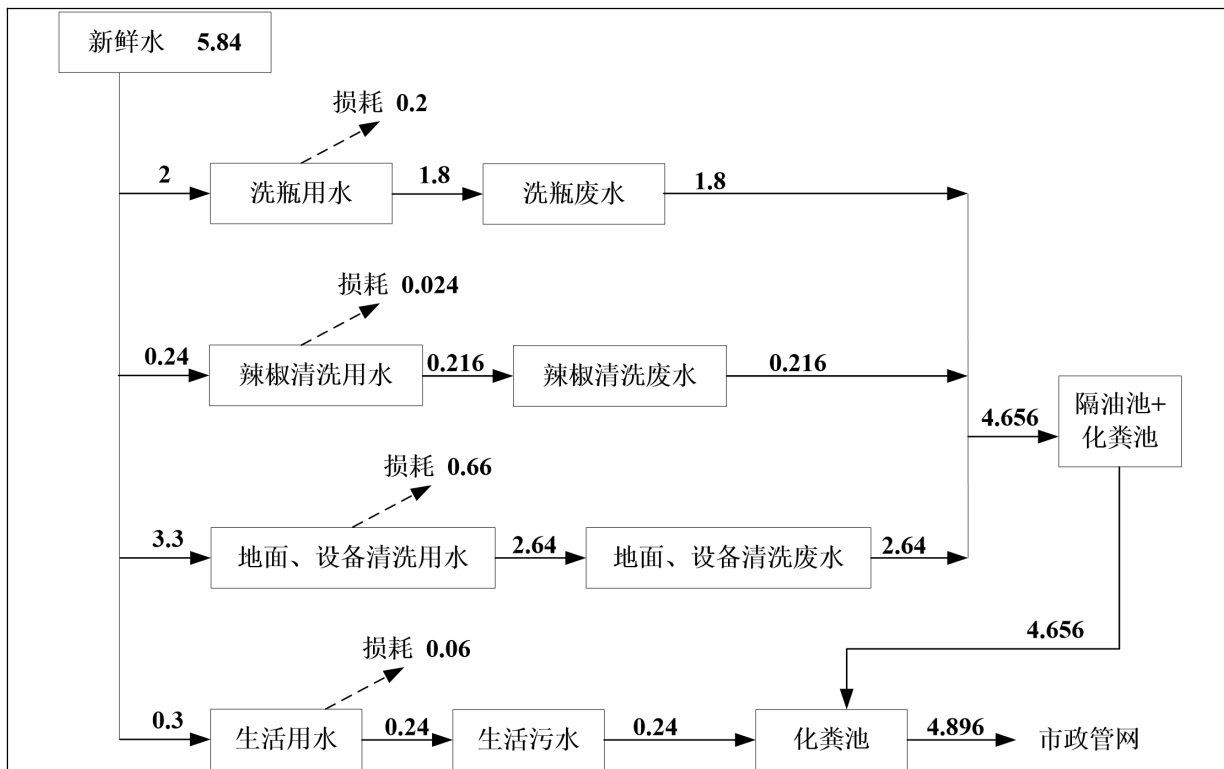 新鲜水 5.84
损耗 0.2
2
洗瓶用水
1.8
洗瓶废水
1.8
损耗 0.024
0.24
辣椒清洗用水
0.216
辣椒清洗废水
0.216
4.656
隔油池+
化粪池
损耗 0.66
3.3
地面、设备清洗用水
2.64
地面、设备清洗废水
2.64
4.656
损耗 0.06
0.3
生活用水
0.24
生活污水
0.24
化粪池
4.896
市政管网